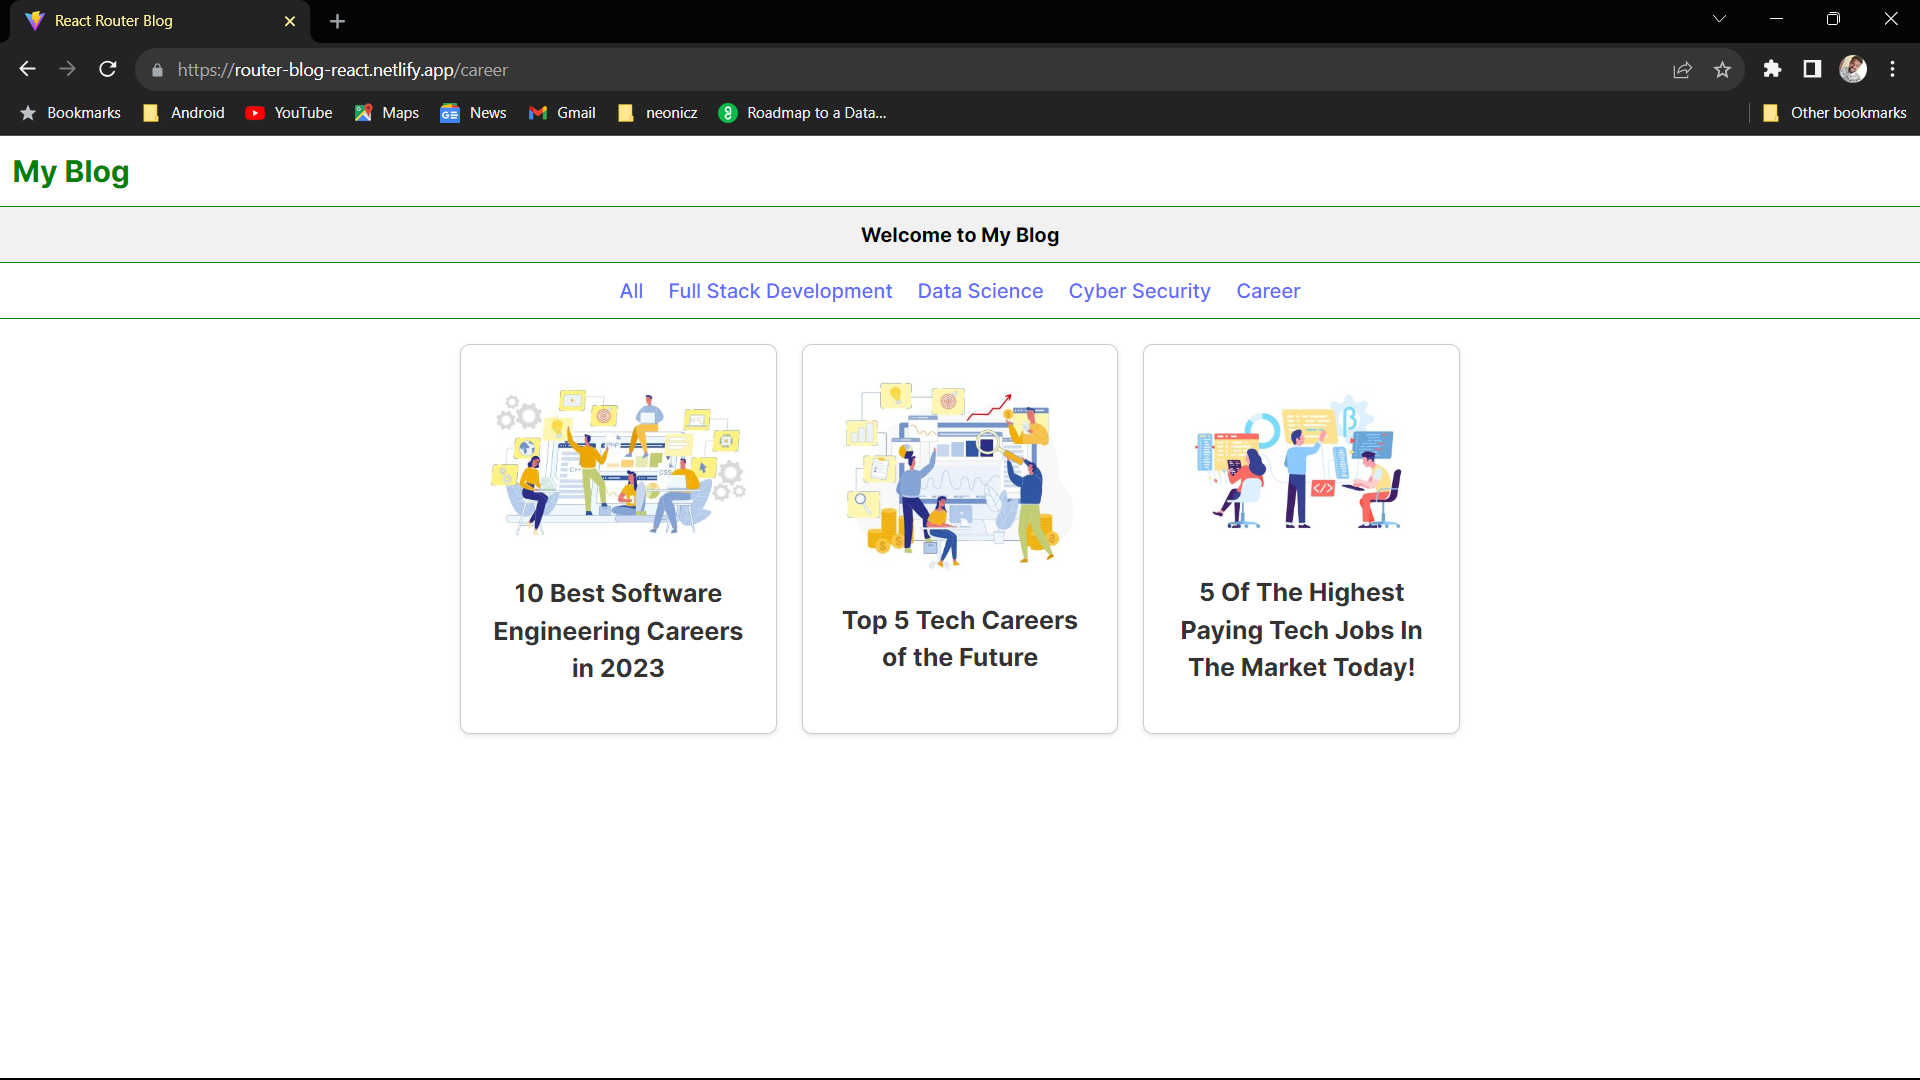 React Router Blog
https://router-blog-react.netlify.app/career
Bookmarks Android YouTube Maps News Gmail neonicz Roadmap to a Data... Other bookmarks
My Blog
Welcome to My Blog
All Full Stack Development Data Science Cyber Security Career
10 Best Software
Engineering Careers
in 2023
Top 5 Tech Careers
of the Future
5 Of The Highest
Paying Tech Jobs In
The Market Today!